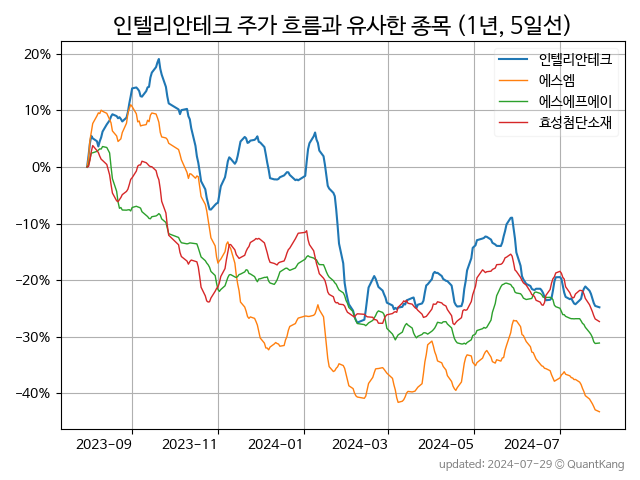 인텔리안테크 주가 흐름과 유사한 종목 (1년, 5일선)
인텔리안테크
에스엠
에스에프에이
효성첨단소재
20%
10%
0%
−10%
−20%
−30%
−40%
2023-09 2023-11 2024-01 2024-03 2024-05 2024-07
updated: 2024-07-29 © QuantKang